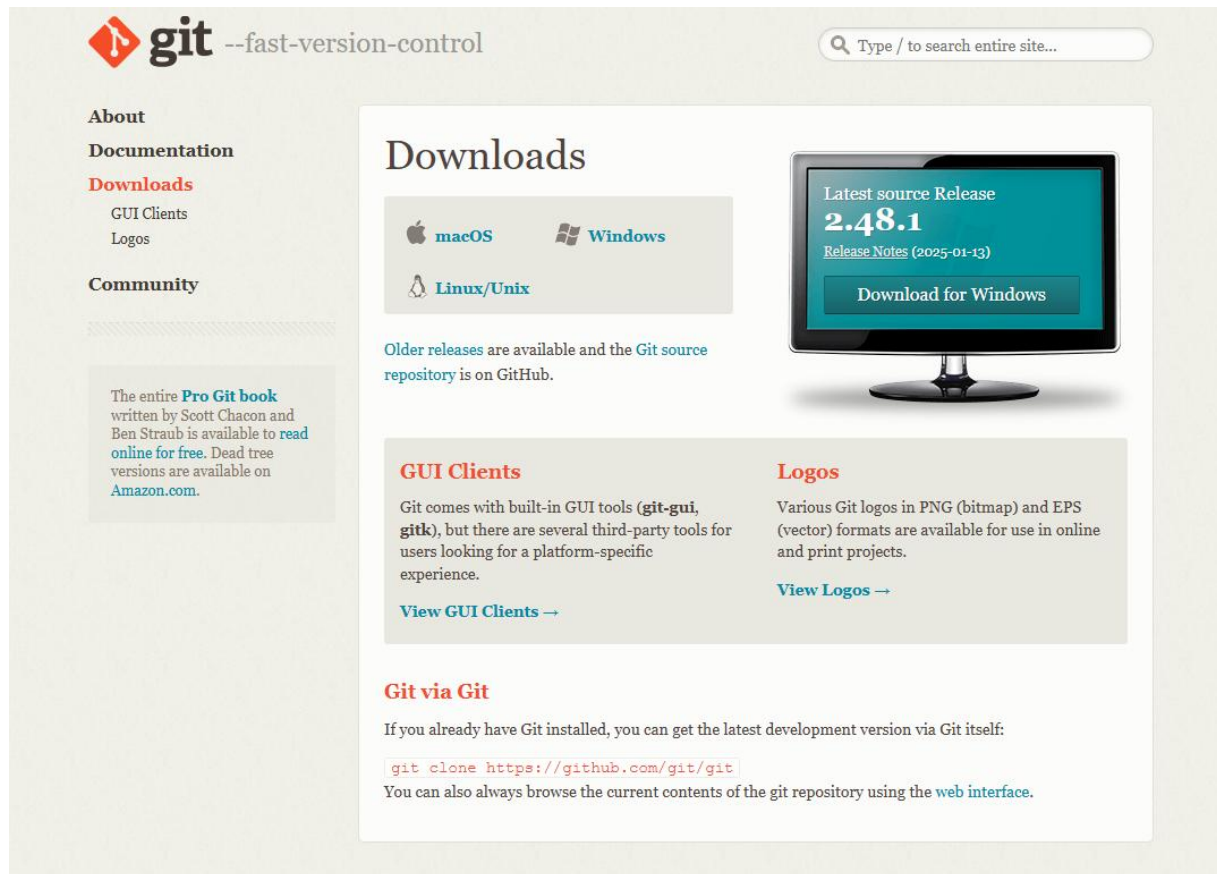 git --fast-version-control
Type / to search entire site...
About
Documentation
Downloads
GUI Clients
Logos
Community
The entire Pro Git book
written by Scott Chacon and
Ben Straub is available to read
online for free. Dead tree
versions are available on
Amazon.com.
Downloads
macOS
Windows
Linux/Unix
Older releases are available and the Git source
repository is on GitHub.
Latest source Release
2.48.1
Release Notes (2025-01-13)
Download for Windows
GUI Clients
Git comes with built-in GUI tools (git-gui,
gitk), but there are several third-party tools for
users looking for a platform-specific
experience.
View GUI Clients →
Logos
Various Git logos in PNG (bitmap) and EPS
(vector) formats are available for use in online
and print projects.
View Logos →
Git via Git
If you already have Git installed, you can get the latest development version via Git itself:
git clone https://github.com/git/git
You can also always browse the current contents of the git repository using the web interface.